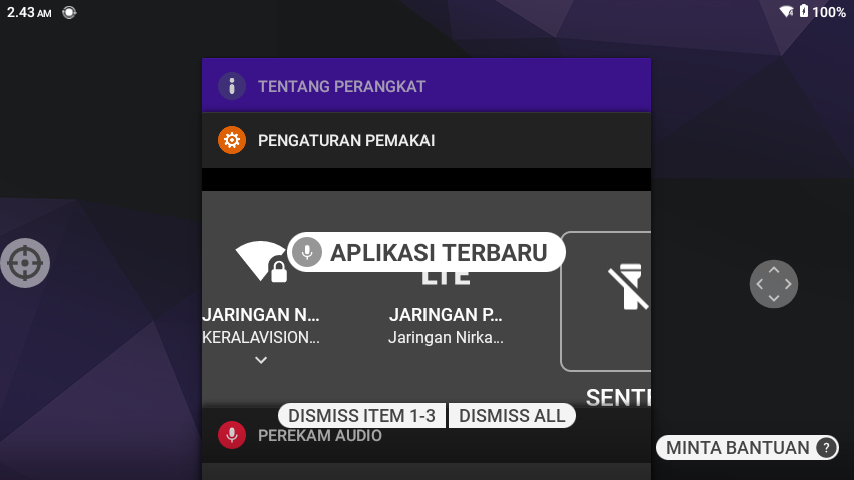 2.43 AM
100%
TENTANG PERANGKAT
PENGATURAN PEMAKAI
APLIKASI TERBARU
LTE
JARINGAN N...
JARINGAN P...
KERALAVISION...
Jaringan Nirka...
SENTE
DISMISS ITEM 1-3
DISMISS ALL
PEREKAM AUDIO
MINTA BANTUAN ?